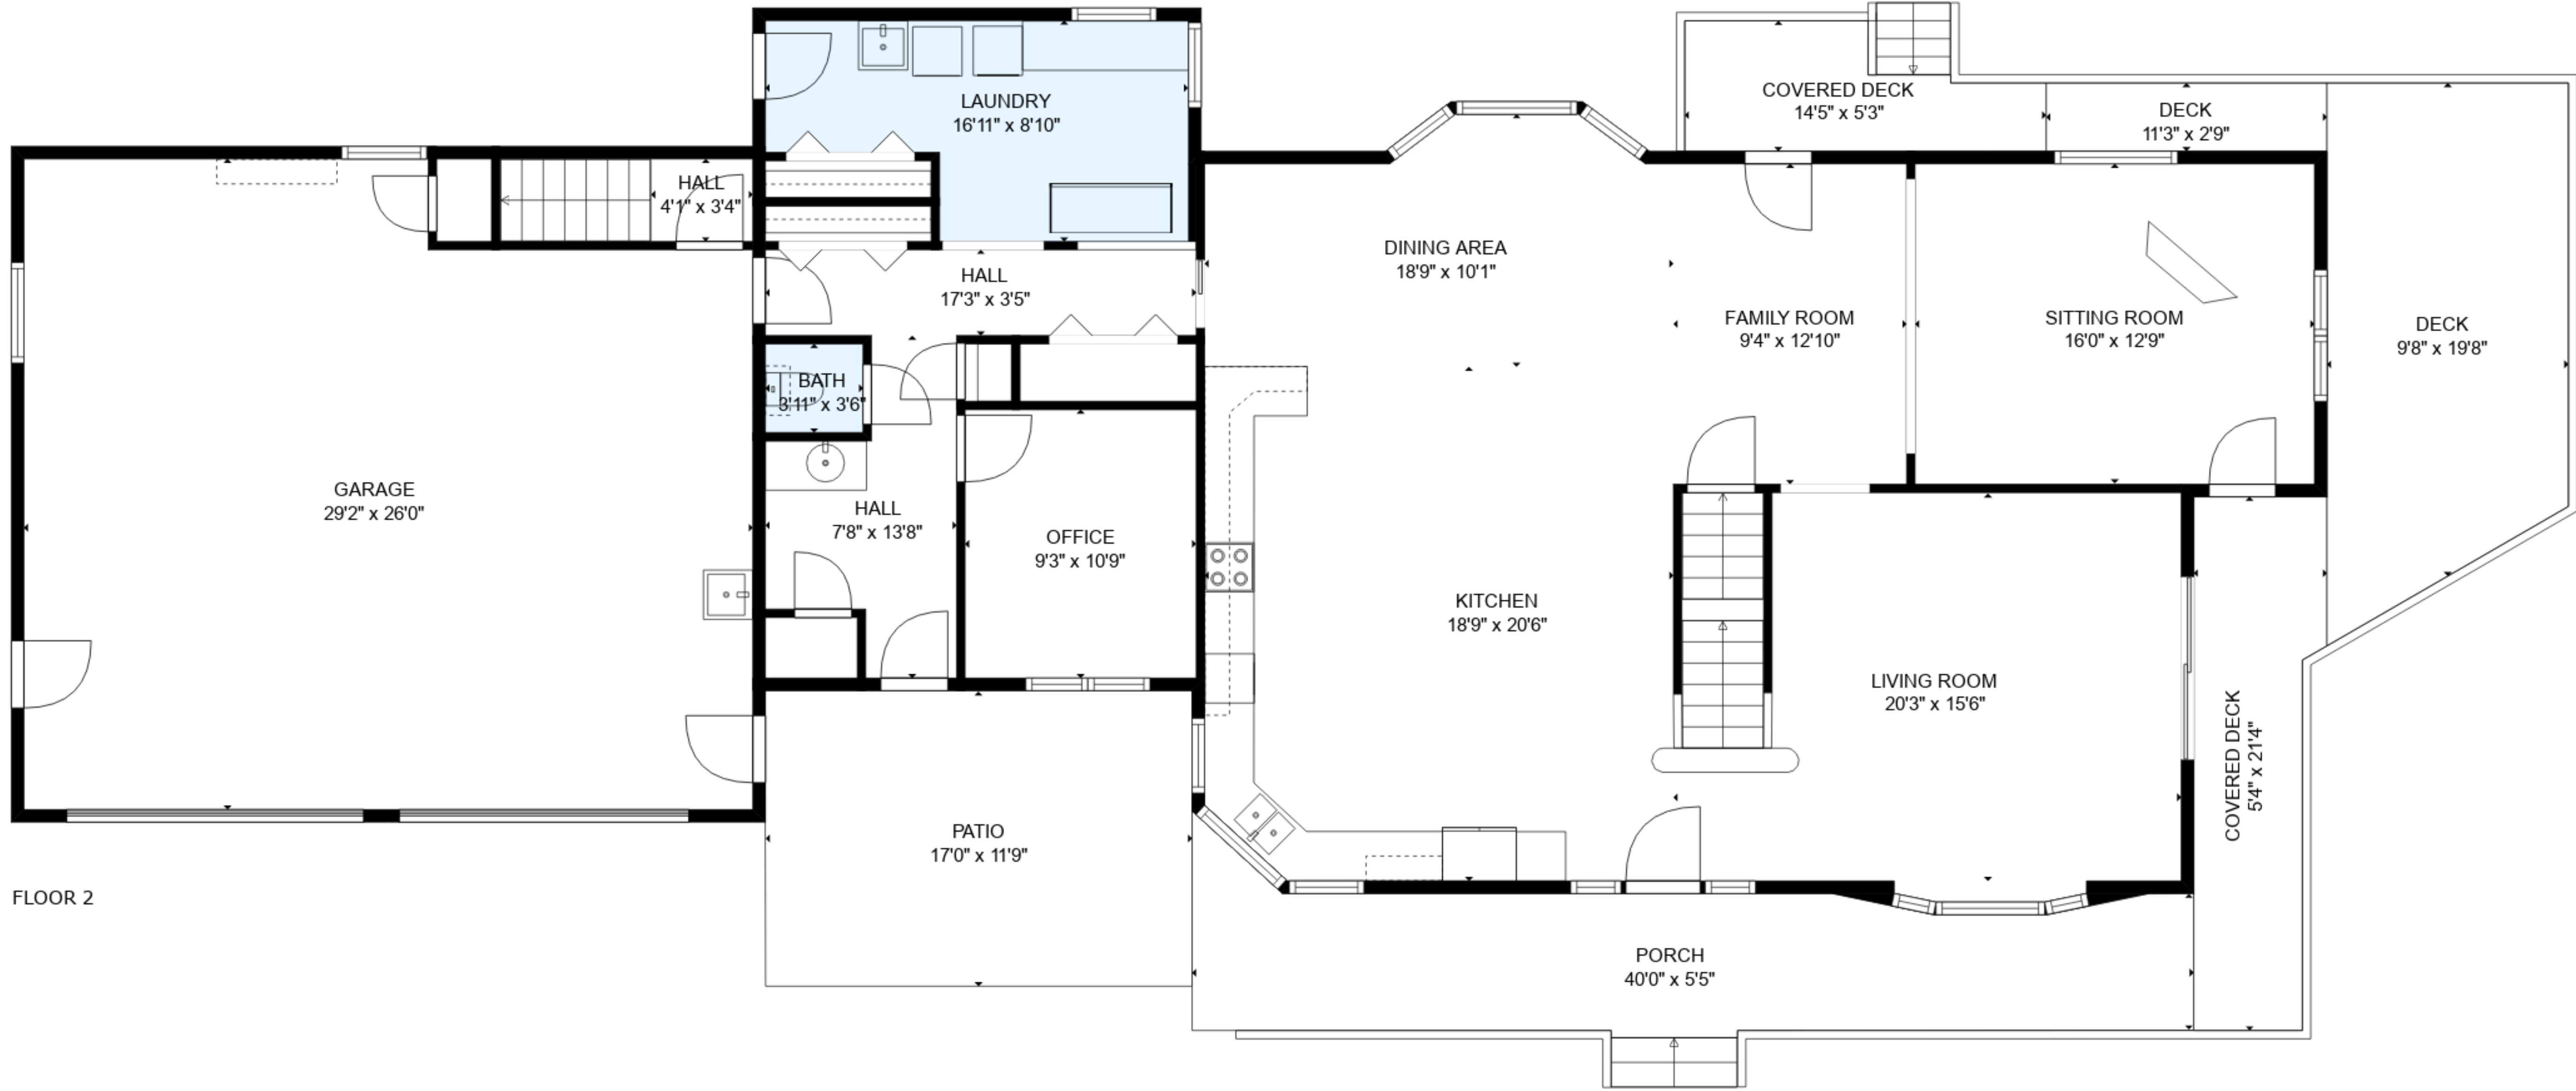 COVERED DECK
14'5" x 5'3"
DECK
11'3" x 2'9"
LAUNDRY
16'11" x 8'10"
HALL
4'1" x 3'4"
HALL
17'3" x 3'5"
DINING AREA
18'9" x 10'1"
FAMILY ROOM
9'4" x 12'10"
SITTING ROOM
16'0" x 12'9"
DECK
9'8" x 19'8"
BATH
3'11" x 3'6"
GARAGE
29'2" x 26'0"
HALL
7'8" x 13'8"
OFFICE
9'3" x 10'9"
KITCHEN
18'9" x 20'6"
LIVING ROOM
20'3" x 15'6"
COVERED DECK
5'4" x 21'4"
PATIO
17'0" x 11'9"
FLOOR 2
PORCH
40'0" x 5'5"